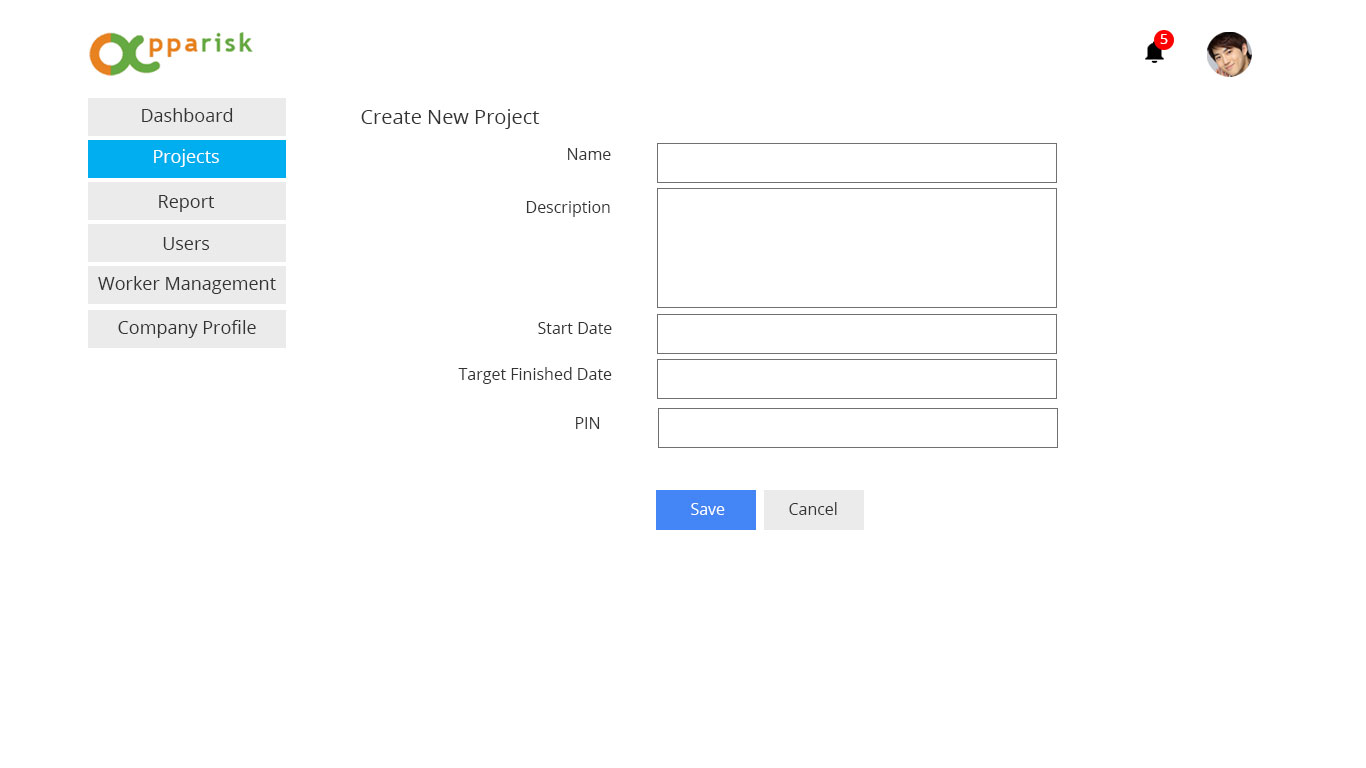 pparisk
5
Dashboard
Projects
Report
Users
Worker Management
Company Profile
Create New Project
Name
Description
Start Date
Target Finished Date
PIN
Save
Cancel